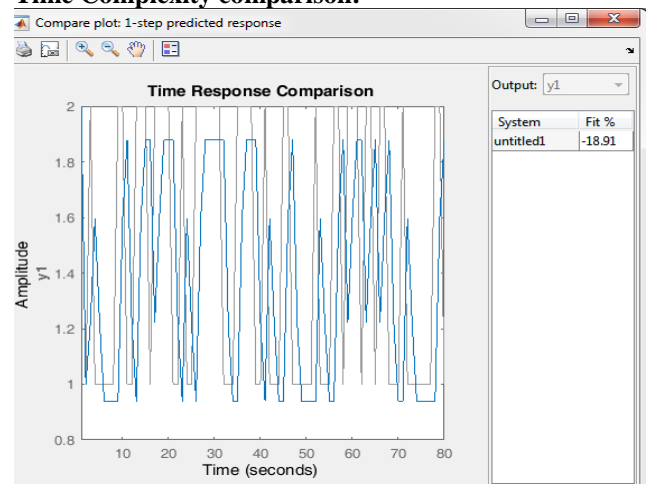 Time Complexity comparison:
Compare plot: 1-step predicted response
Output: y1
System Fit %
untitled1 -18.91
Time Response Comparison
Amplitude
y1
2
1.8
1.6
1.4
1.2
1
0.8
10 20 30 40 50 60 70 80
Time (seconds)